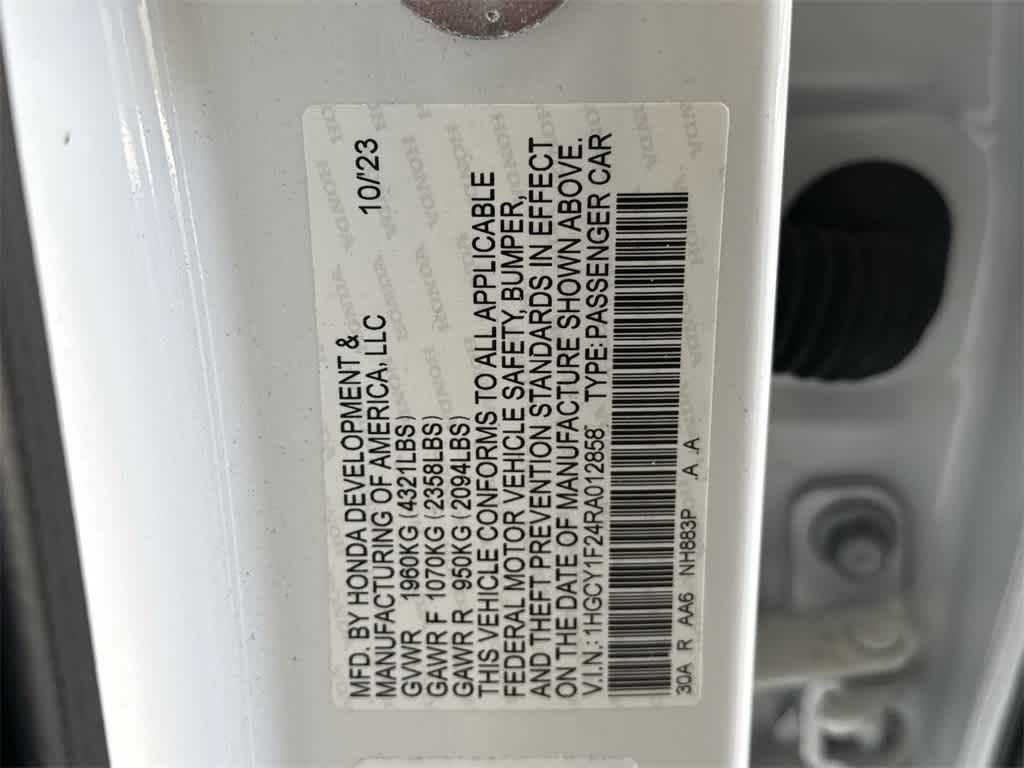 MFD. BY HONDA DEVELOPMENT & 10/'23
MANUFACTURING OF AMERICA, LLC
GVWR 1960KG (4321LBS)
GAWR F 1070KG (2358LBS)
GAWR R 950KG (2094LBS)
THIS VEHICLE CONFORMS TO ALL APPLICABLE
FEDERAL MOTOR VEHICLE SAFETY, BUMPER,
AND THEFT PREVENTION STANDARDS IN EFFECT
ON THE DATE OF MANUFACTURE SHOWN ABOVE.
V.I.N.: 1HGCY1F24RA012858 TYPE: PASSENGER CAR
30A R AA6 NH883P .A .A